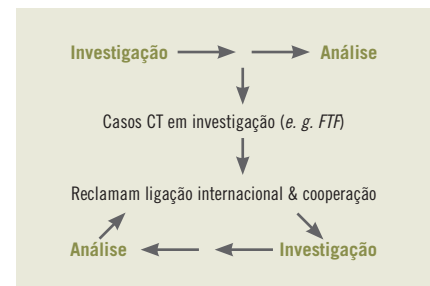 Investigação Análise
Casos CT em investigação (e. g. FTF)
Reclamam ligação internacional & cooperação
Análise Investigação